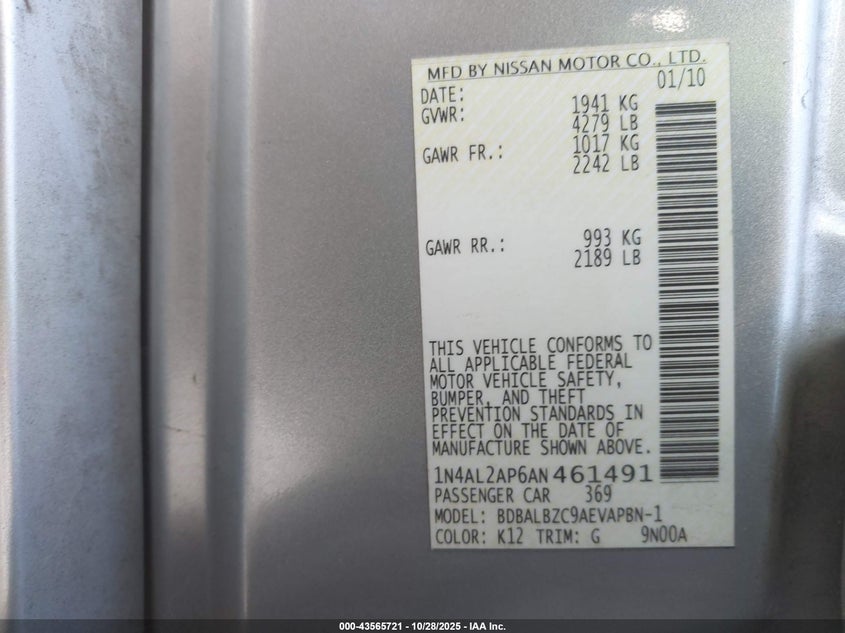 MFD BY NISSAN MOTOR CO., LTD.
DATE: 01/10
GVWR: 1941 KG
4279 LB
GAWR FR.: 1017 KG
2242 LB
GAWR RR.: 993 KG
2189 LB
THIS VEHICLE CONFORMS TO
ALL APPLICABLE FEDERAL
MOTOR VEHICLE SAFETY,
BUMPER, AND THEFT
PREVENTION STANDARDS IN
EFFECT ON THE DATE OF
MANUFACTURE SHOWN ABOVE.
1N4AL2AP6AN461491
PASSENGER CAR 369
MODEL: BDBALBZC9AEVAPBN-1
COLOR: K12 TRIM: G 9N00A
000-43565721 - 10/28/2025 - IAA Inc.